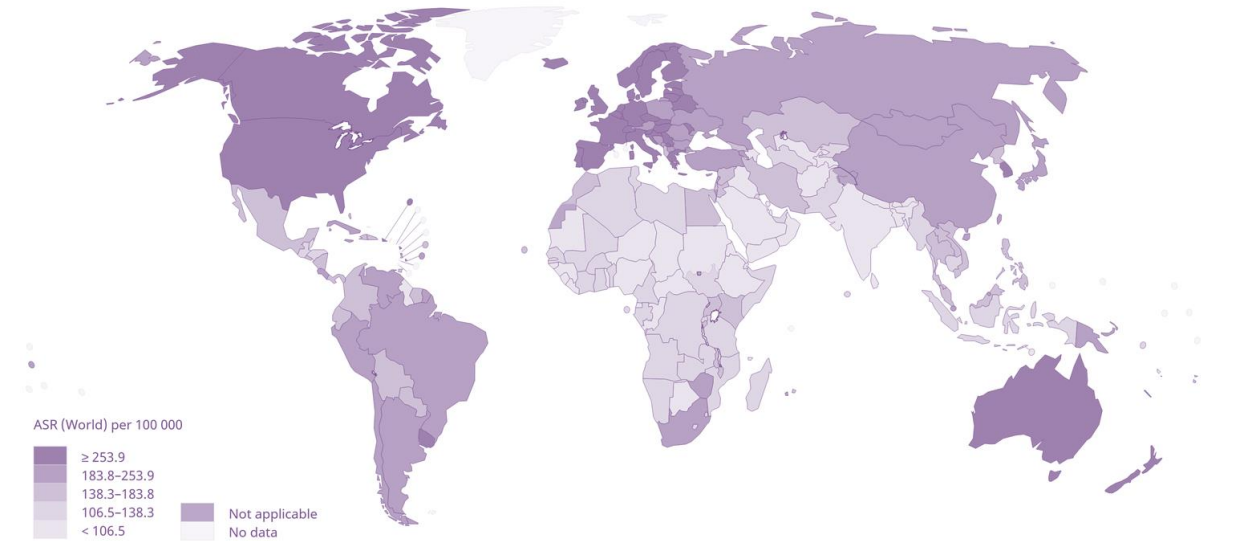 ASR (World) per 100 000
≥ 253.9
183.8–253.9
138.3–183.8
106.5–138.3
< 106.5
Not applicable
No data